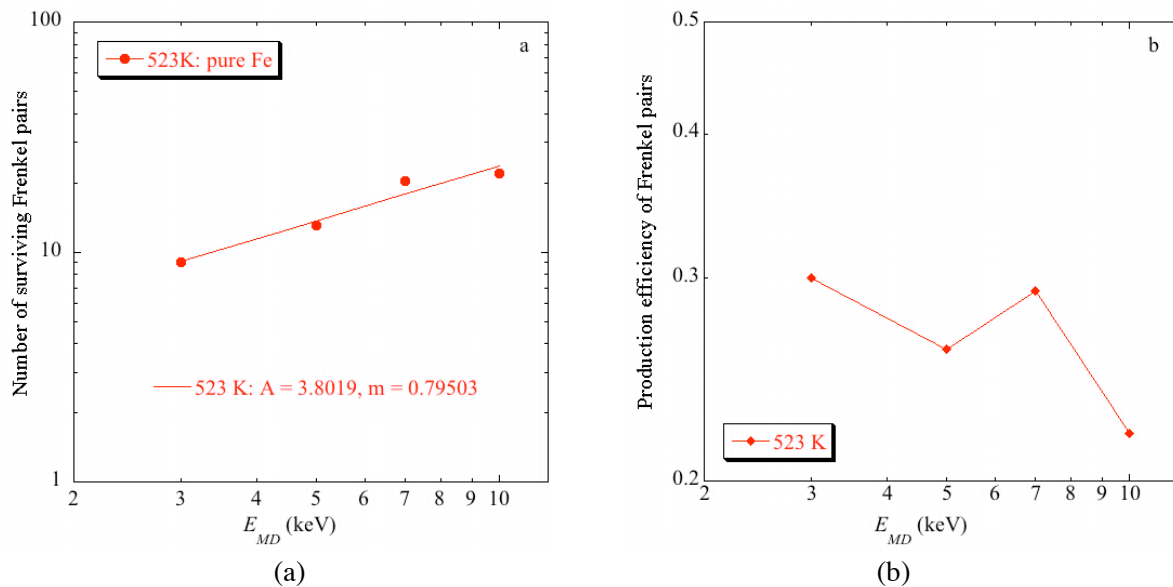 100
a
523K: pure Fe
Number of surviving Frenkel pairs
10
523 K: A = 3.8019, m = 0.79503
1
2 3 4 5 6 7 8 9 10
E_MD (keV)
(a)
0.5
b
0.4
Production efficiency of Frenkel pairs
0.3
523 K
0.2
2 3 4 5 6 7 8 9 10
E_MD (keV)
(b)